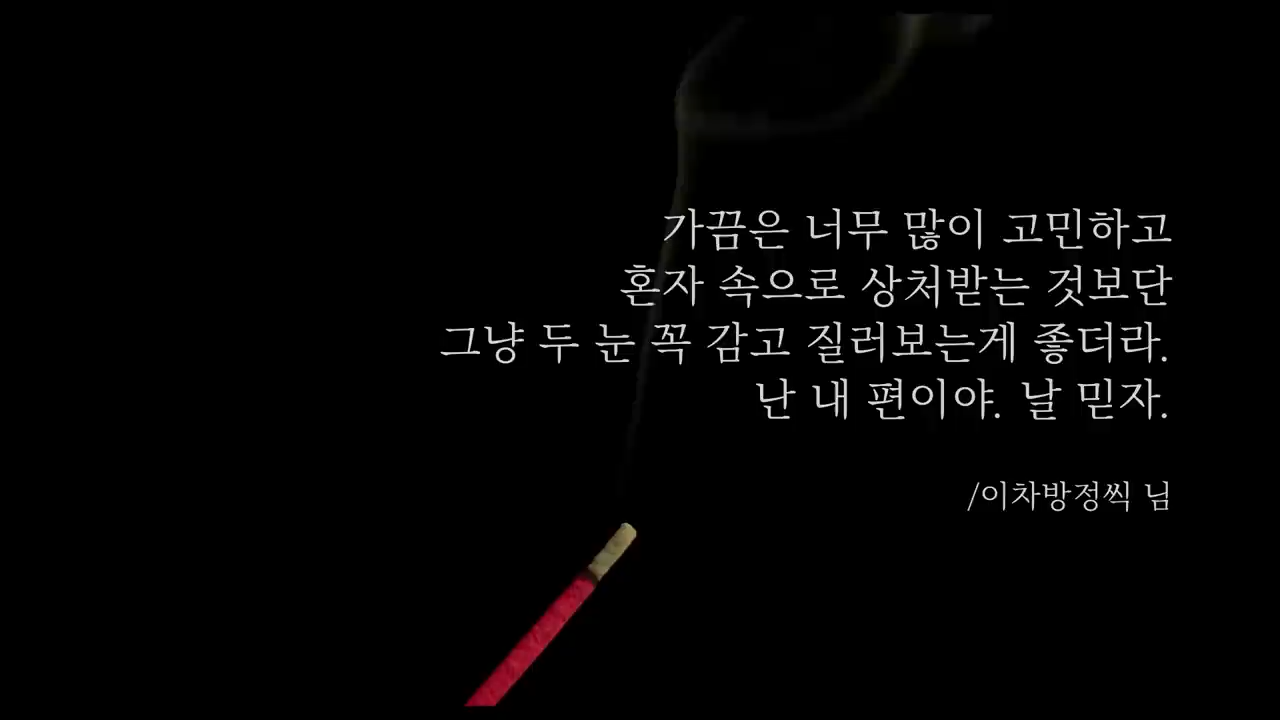 가끔은 너무 많이 고민하고
혼자 속으로 상처받는 것보단
그냥 두 눈 꼭 감고 질러보는게 좋더라.
난 내 편이야. 날 믿자.
/이차방정씩 님